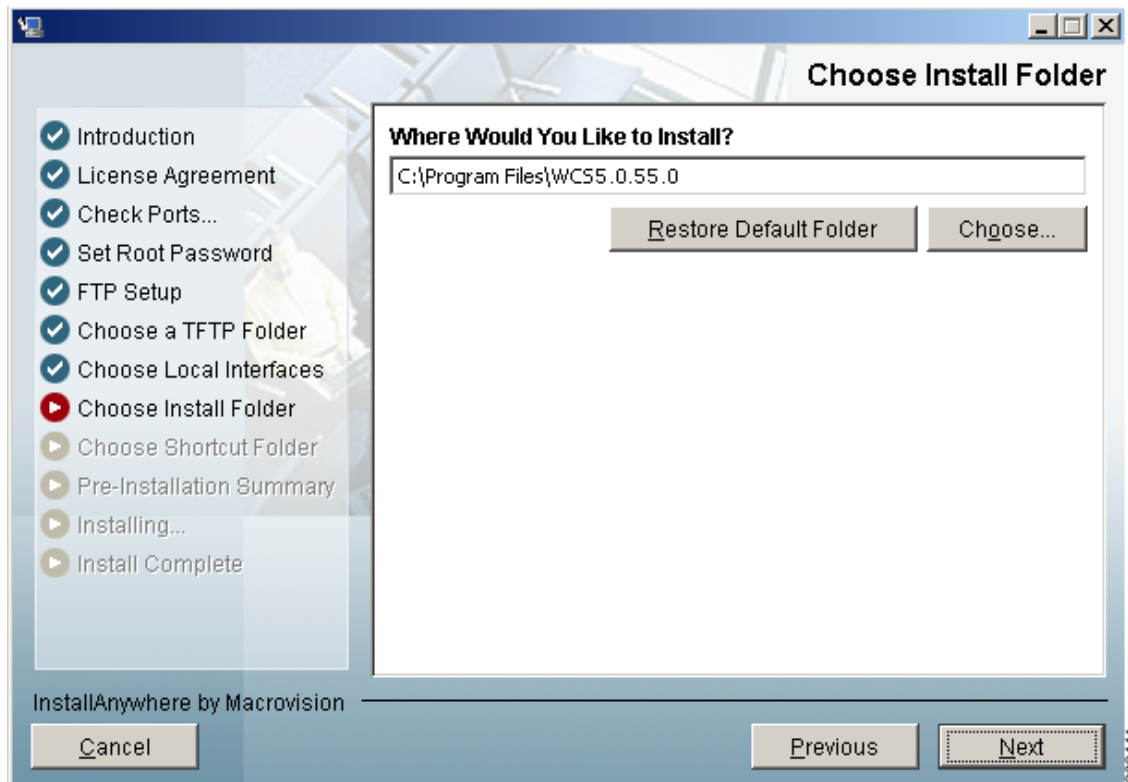 Choose Install Folder
Introduction
License Agreement
Check Ports...
Set Root Password
FTP Setup
Choose a TFTP Folder
Choose Local Interfaces
Choose Install Folder
Choose Shortcut Folder
Pre-Installation Summary
Installing...
Install Complete
Where Would You Like to Install?
C:\Program Files\WCS5.0.55.0
Restore Default Folder
Choose...
InstallAnywhere by Macrovision
Cancel
Previous
Next